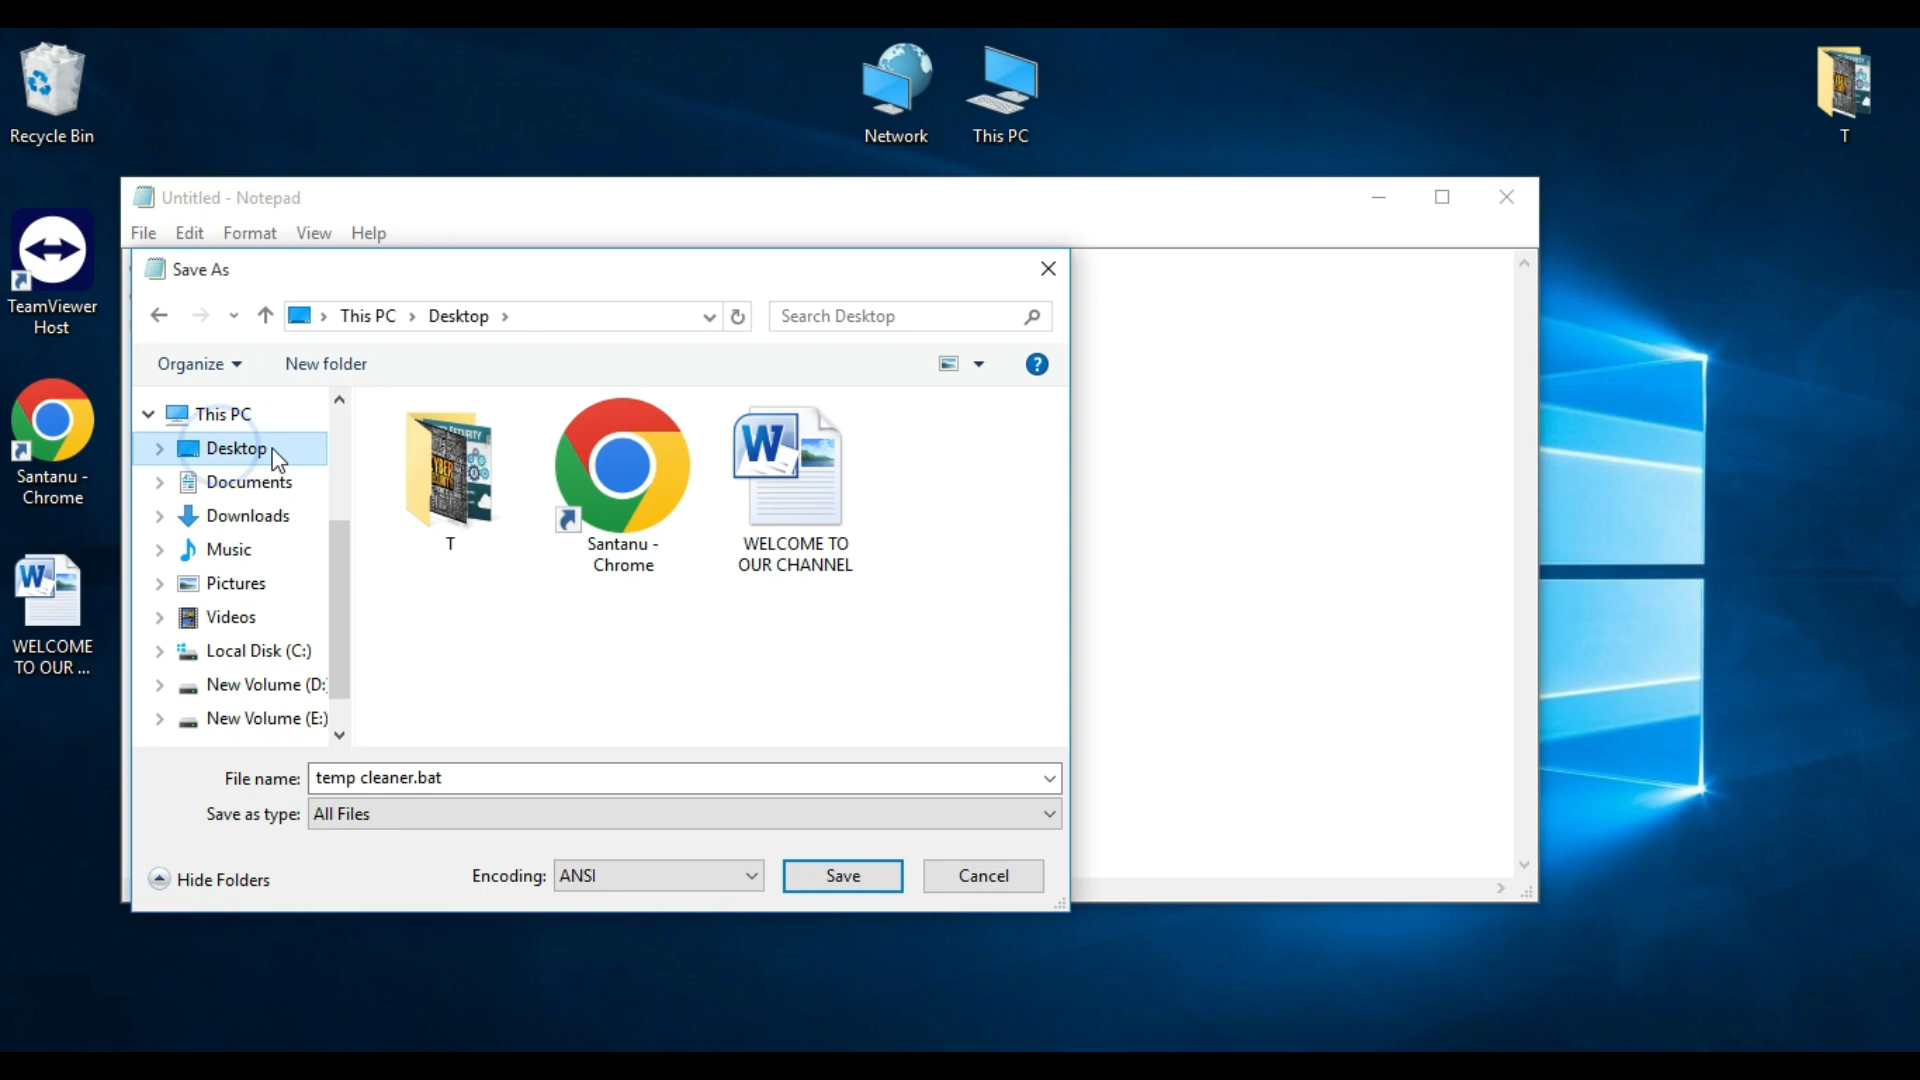 Recycle Bin
Network
This PC
T
Untitled - Notepad
File Edit Format View Help
TeamViewer
Host
Santanu -
Chrome
WELCOME
TO OUR ...
Save As
This PC Desktop
Search Desktop
Organize
New folder
?
This PC
Desktop
Documents
Downloads
Music
Pictures
Videos
Local Disk (C:)
New Volume (D:
New Volume (E:)
T
Santanu -
Chrome
WELCOME TO
OUR CHANNEL
File name: temp cleaner.bat
Save as type: All Files
Hide Folders
Encoding: ANSI
Save
Cancel